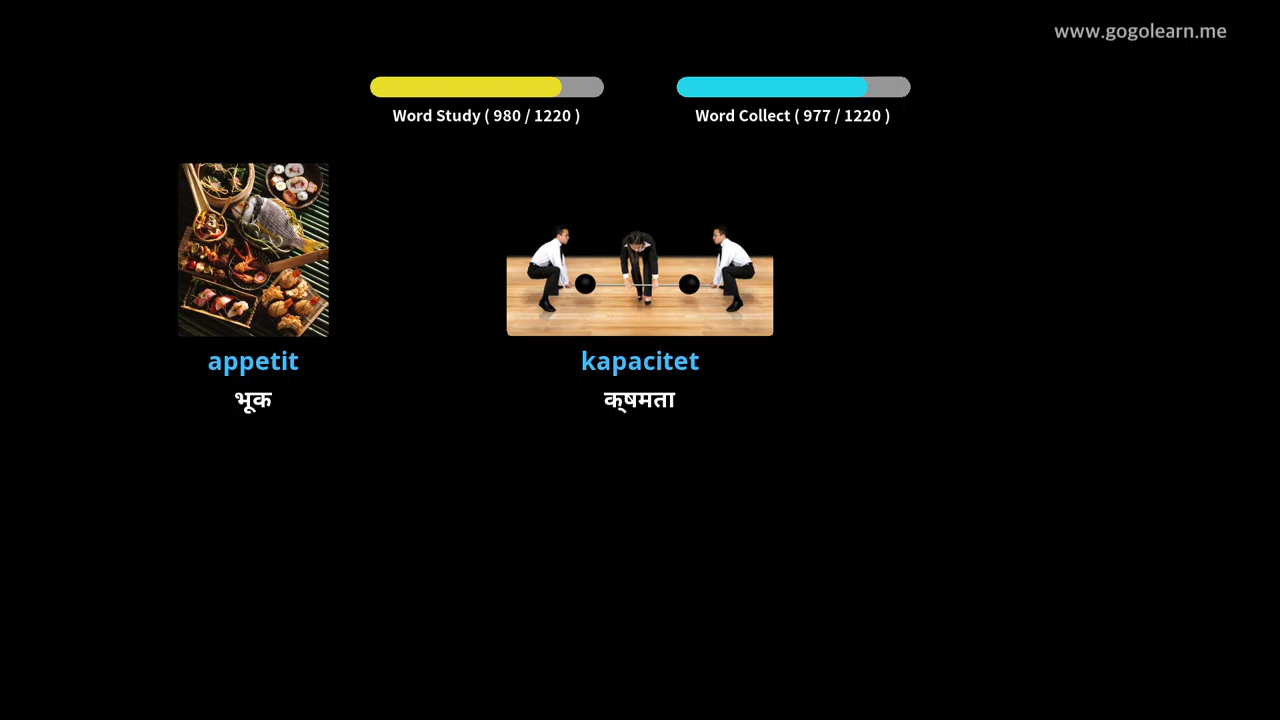 www.gogolearn.me
Word Study ( 980 / 1220 )
Word Collect ( 977 / 1220 )
appetit
भूक
kapacitet
क्षमता